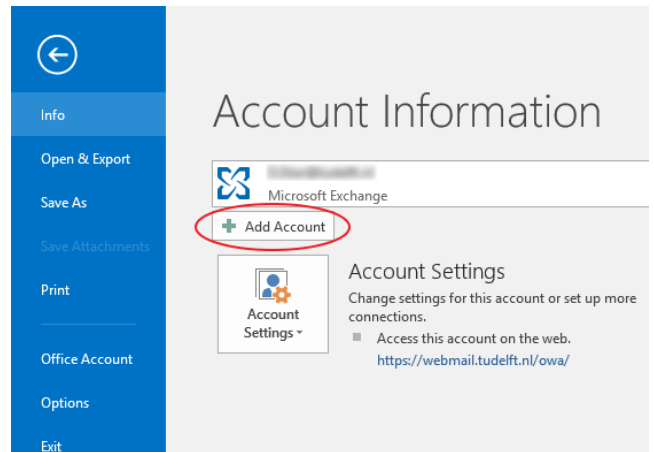 Info
Open & Export
Save As
Save Attachments
Print
Office Account
Options
Exit
Account Information
Microsoft Exchange
Add Account
Account
Settings
Account Settings
Change settings for this account or set up more
connections.
Access this account on the web.
https://webmail.tudelft.nl/owa/